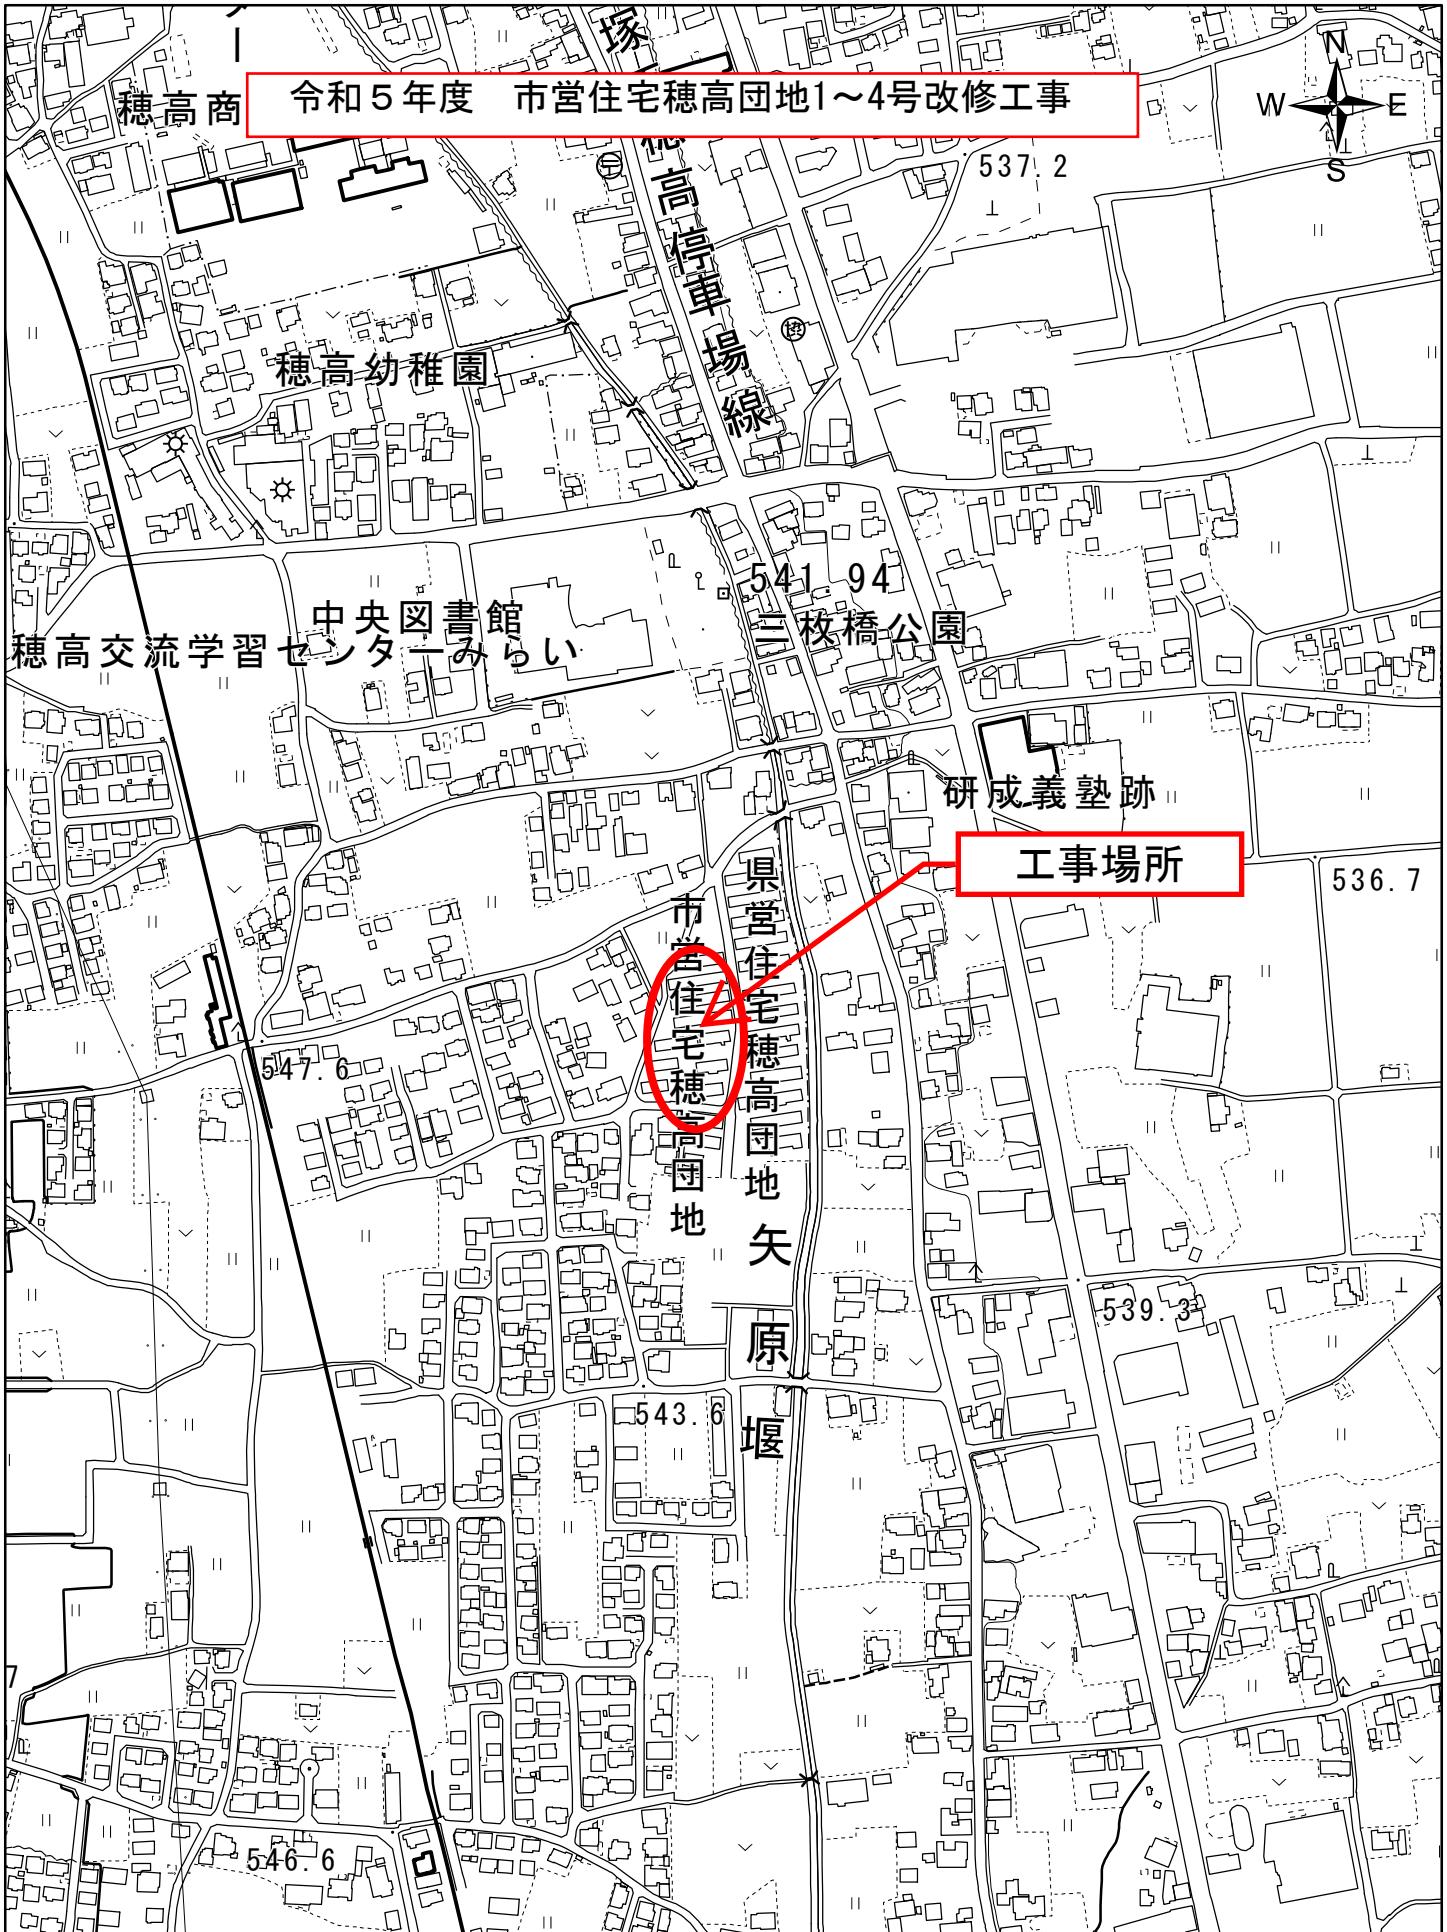 ター
塚
穂高商
令和5年度　市営住宅穂高団地1～4号改修工事
N
W
E
S
537.2
穂高停車場線
穂高幼稚園
541.94
三枚橋公園
中央図書館
穂高交流学習センターみらい
研成義塾跡
工事場所
536.7
県営住宅穂高団地
市営住宅穂高団地
547.6
矢原堰
539.3
543.6
7
546.6